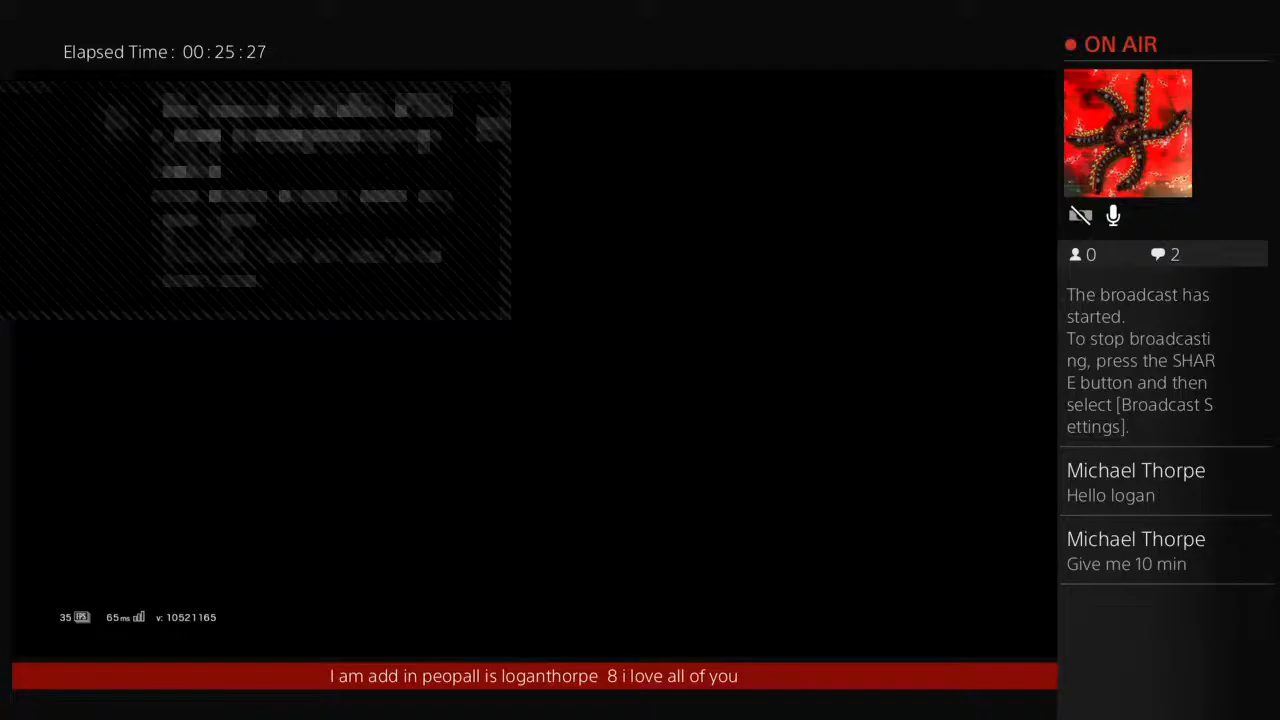 Elapsed Time: 00:25:27
ON AIR
0 2
The broadcast has
started.
To stop broadcasti
ng, press the SHAR
E button and then
select [Broadcast S
ettings].
Michael Thorpe
Hello logan
Michael Thorpe
Give me 10 min
35 FPS 65ms v: 10521165
I am add in peopall is loganthorpe 8 i love all of you